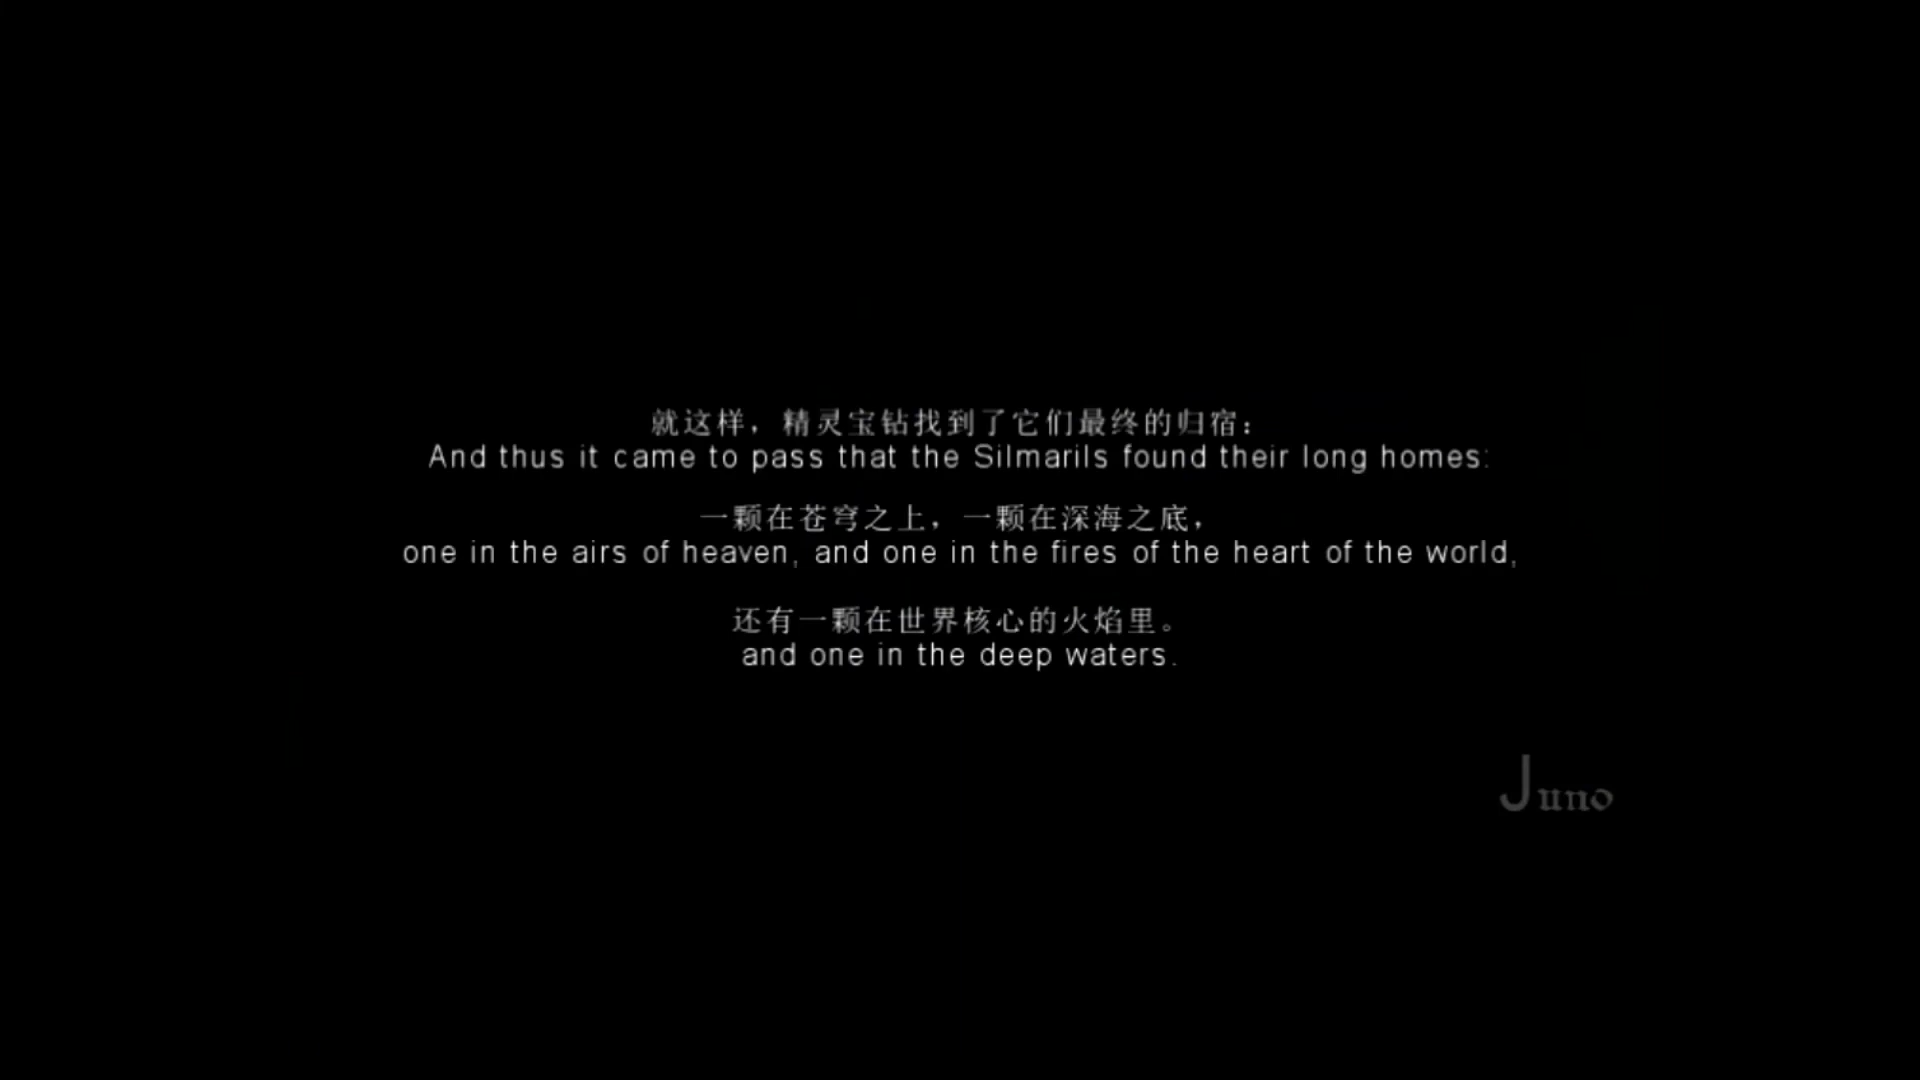 就这样，精灵宝钻找到了它们最终的归宿：
And thus it came to pass that the Silmarils found their long homes:
一颗在苍穹之上，一颗在深海之底，
one in the airs of heaven, and one in the fires of the heart of the world,
还有一颗在世界核心的火焰里。
and one in the deep waters.
Juno